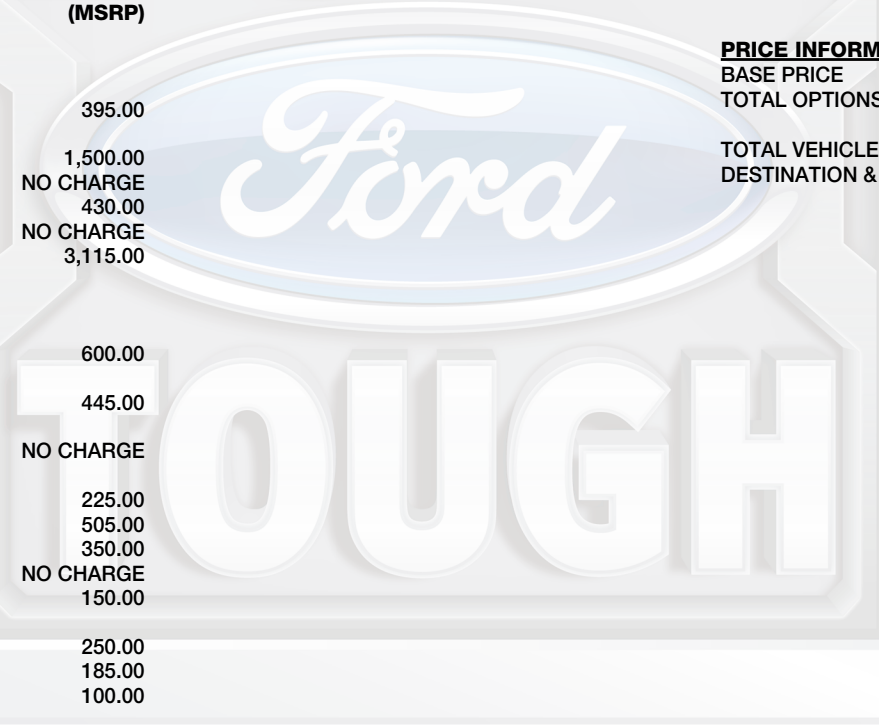 (MSRP)
395.00
1,500.00
NO CHARGE
430.00
NO CHARGE
3,115.00
600.00
445.00
NO CHARGE
225.00
505.00
350.00
NO CHARGE
150.00
250.00
185.00
100.00
PRICE INFORM
BASE PRICE
TOTAL OPTIONS
TOTAL VEHICLE
DESTINATION &
Ford
TOUGH